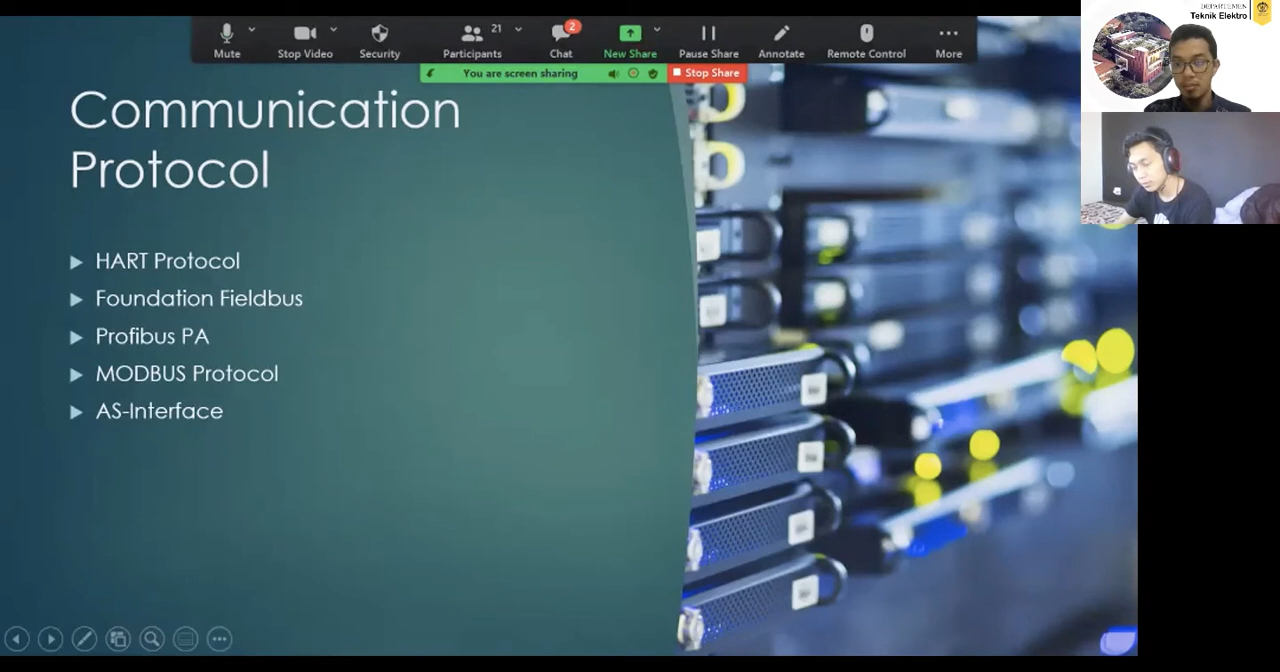 DEPARTEMEN
Teknik Elektro
21
2
Mute
Stop Video
Security
Participants
Chat
New Share
Pause Share
Annotate
Remote Control
More
You are screen sharing
Stop Share
Communication
Protocol
HART Protocol
Foundation Fieldbus
Profibus PA
MODBUS Protocol
AS-Interface